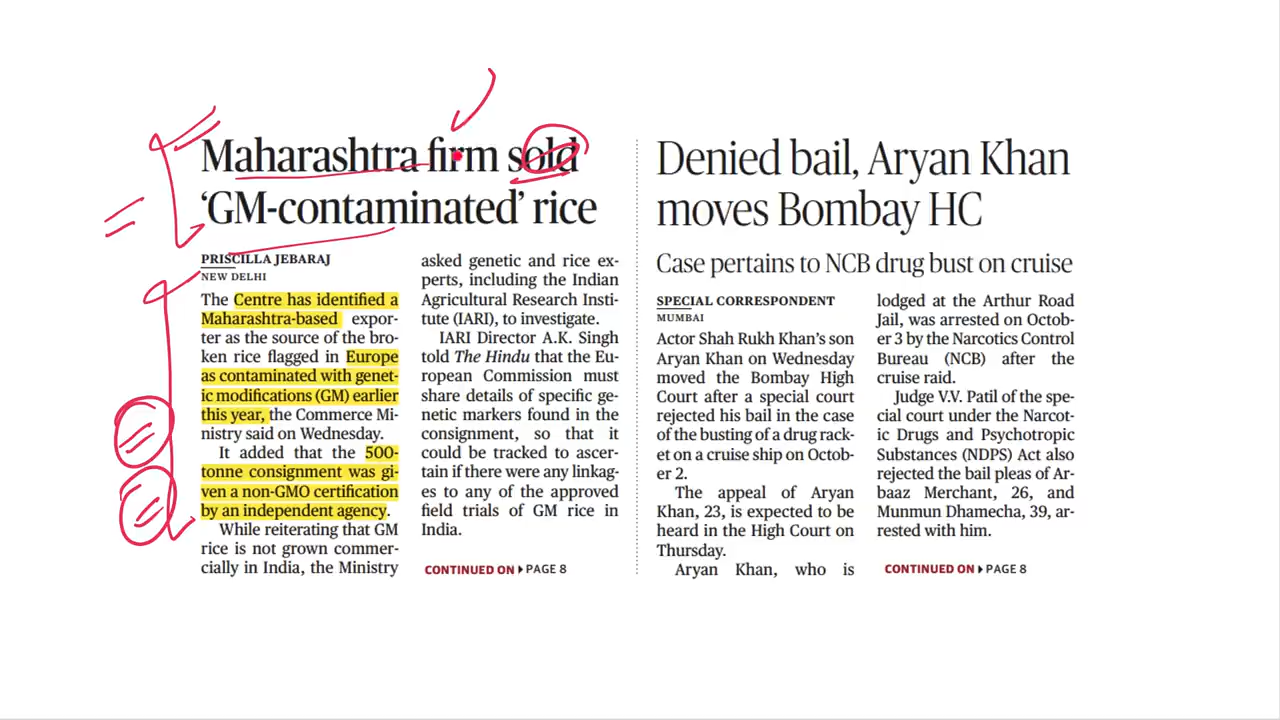 Maharashtra firm sold
‘GM-contaminated’ rice
PRISCILLA JEBARAJ
NEW DELHI
The Centre has identified a
Maharashtra-based expor-
ter as the source of the bro-
ken rice flagged in Europe
as contaminated with genet-
ic modifications (GM) earlier
this year, the Commerce Mi-
nistry said on Wednesday.
It added that the 500-
tonne consignment was gi-
ven a non-GMO certification
by an independent agency.
While reiterating that GM
rice is not grown commer-
cially in India, the Ministry
asked genetic and rice ex-
perts, including the Indian
Agricultural Research Insti-
tute (IARI), to investigate.
IARI Director A.K. Singh
told The Hindu that the Eu-
ropean Commission must
share details of specific ge-
netic markers found in the
consignment, so that it
could be tracked to ascer-
tain if there were any linkag-
es to any of the approved
field trials of GM rice in
India.
CONTINUED ON PAGE 8
Denied bail, Aryan Khan
moves Bombay HC
Case pertains to NCB drug bust on cruise
SPECIAL CORRESPONDENT
MUMBAI
Actor Shah Rukh Khan’s son
Aryan Khan on Wednesday
moved the Bombay High
Court after a special court
rejected his bail in the case
of the busting of a drug rack-
et on a cruise ship on Octob-
er 2.
The appeal of Aryan
Khan, 23, is expected to be
heard in the High Court on
Thursday.
Aryan Khan, who is
lodged at the Arthur Road
Jail, was arrested on Octob-
er 3 by the Narcotics Control
Bureau (NCB) after the
cruise raid.
Judge V.V. Patil of the spe-
cial court under the Narcot-
ic Drugs and Psychotropic
Substances (NDPS) Act also
rejected the bail pleas of Ar-
baaz Merchant, 26, and
Munmun Dhamecha, 39, ar-
rested with him.
CONTINUED ON PAGE 8